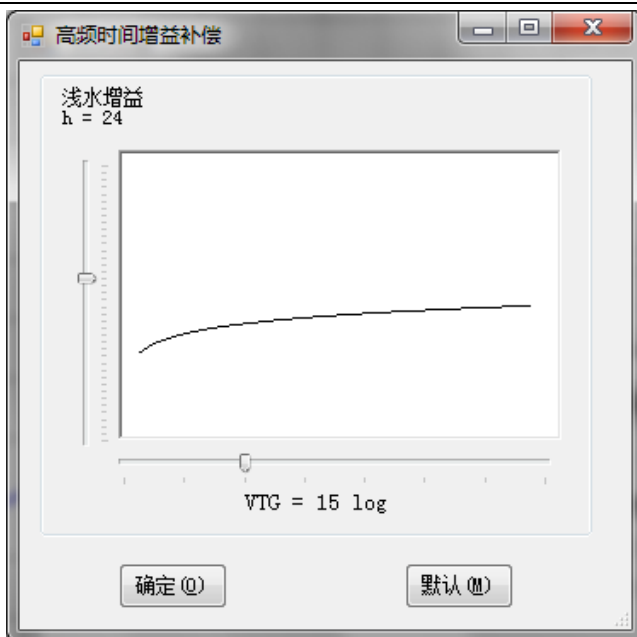 高频时间增益补偿
浅水增益
h = 24
VTG = 15 log
确定(O)
默认(M)